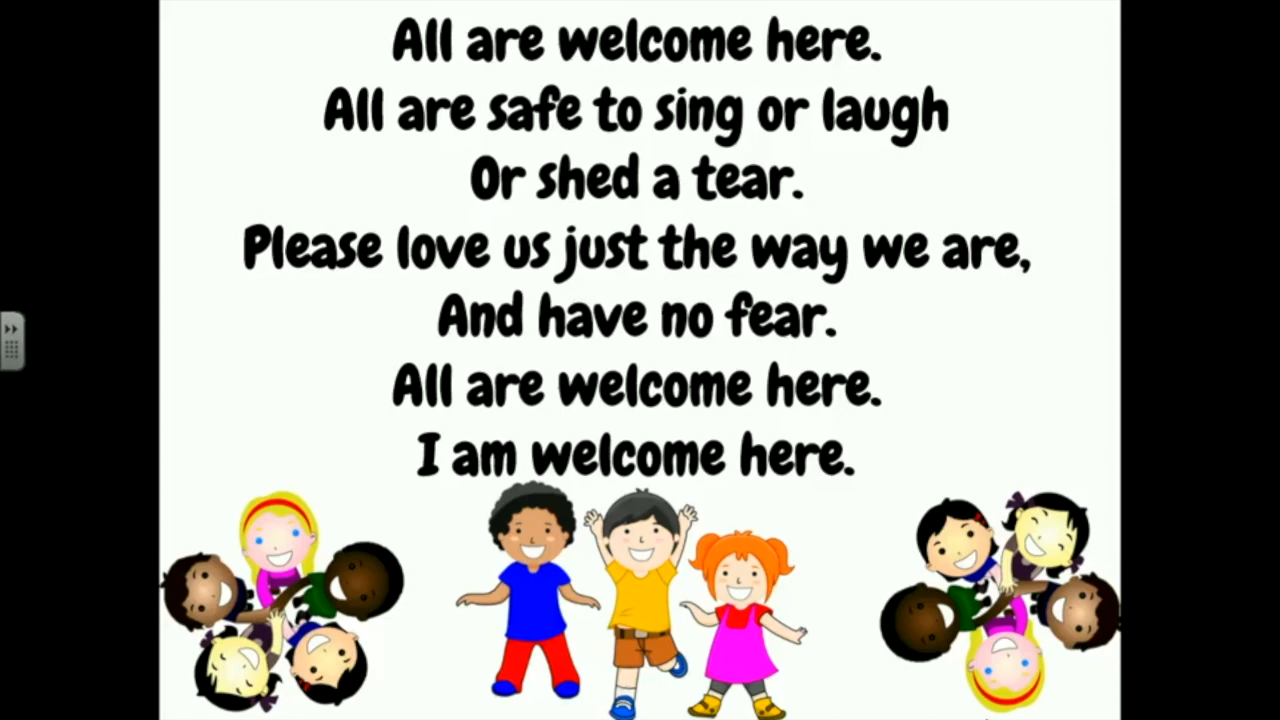 All are welcome here.
All are safe to sing or laugh
Or shed a tear.
Please love us just the way we are,
And have no fear.
All are welcome here.
I am welcome here.